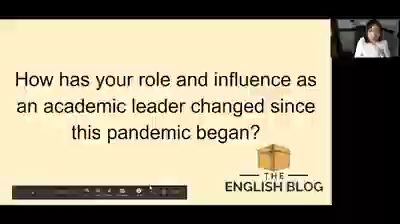 How has your role and influence as
an academic leader changed since
this pandemic began?
THE
ENGLISH BLOG